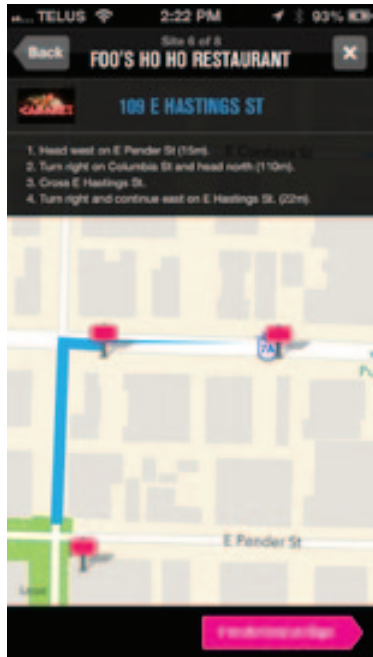 TELUS 2:22 PM 93%
Site 6 of 8
Back FOO'S HO HO RESTAURANT ×
109 E HASTINGS ST
1. Head west on E Pender St (15m).
2. Turn right on Columbia St and head north (110m).
3. Cross E Hastings St.
4. Turn right and continue east on E Hastings St. (22m).
7A
Pu
E Pender St